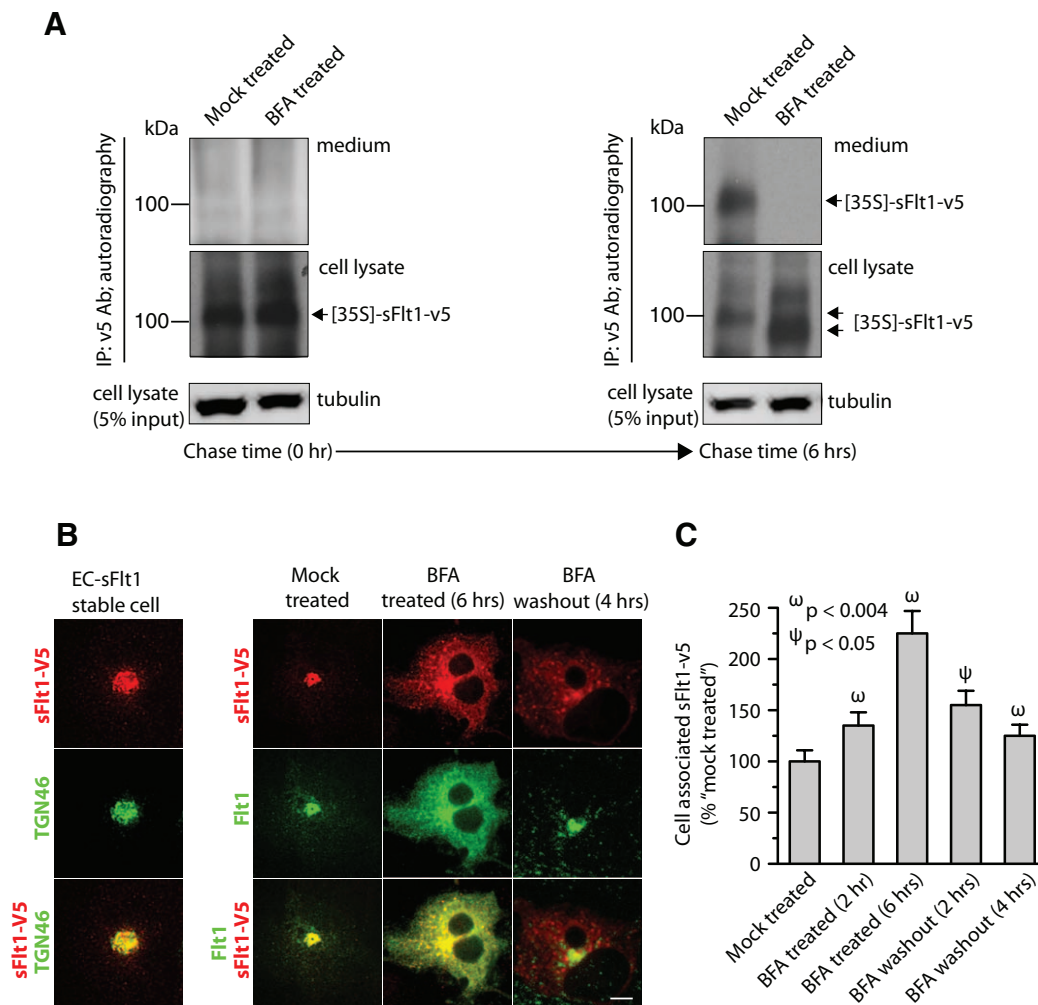 A
Mock treated
BFA treated
kDa
IP: v5 Ab; autoradiography
medium
100
cell lysate
100
[35S]-sFlt1-v5
cell lysate
(5% input)
tubulin
Chase time (0 hr)
Mock treated
BFA treated
kDa
IP: v5 Ab; autoradiography
medium
100
[35S]-sFlt1-v5
cell lysate
100
[35S]-sFlt1-v5
cell lysate
(5% input)
tubulin
Chase time (6 hrs)
B
EC-sFlt1
stable cell
sFlt1-V5
TGN46
sFlt1-V5
TGN46
Mock
treated
BFA
treated (6 hrs)
BFA
washout (4 hrs)
sFlt1-V5
Flt1
Flt1
sFlt1-V5
C
Cell associated sFlt1-v5
(% “mock treated”)
250
200
150
100
50
0
ω p < 0.004
ψ p < 0.05
ω
ω
ψ
ω
Mock treated
BFA treated (2 hr)
BFA treated (6 hrs)
BFA washout (2 hrs)
BFA washout (4 hrs)